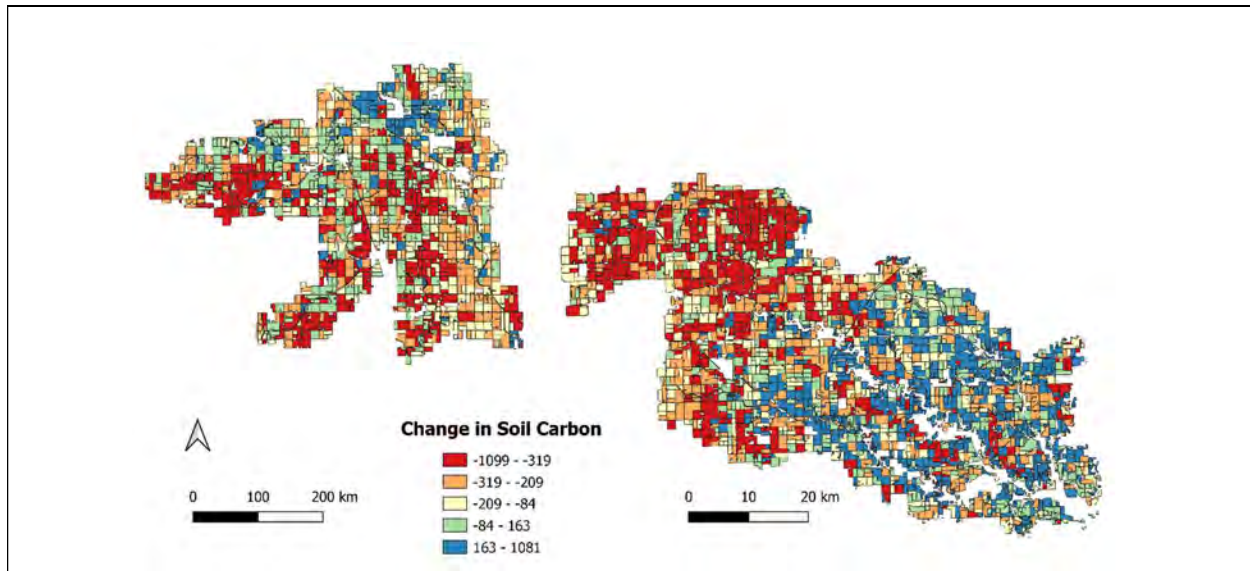 Change in Soil Carbon
-1099 - -319
-319 - -209
-209 - -84
-84 - 163
163 - 1081
0 100 200 km
0 10 20 km